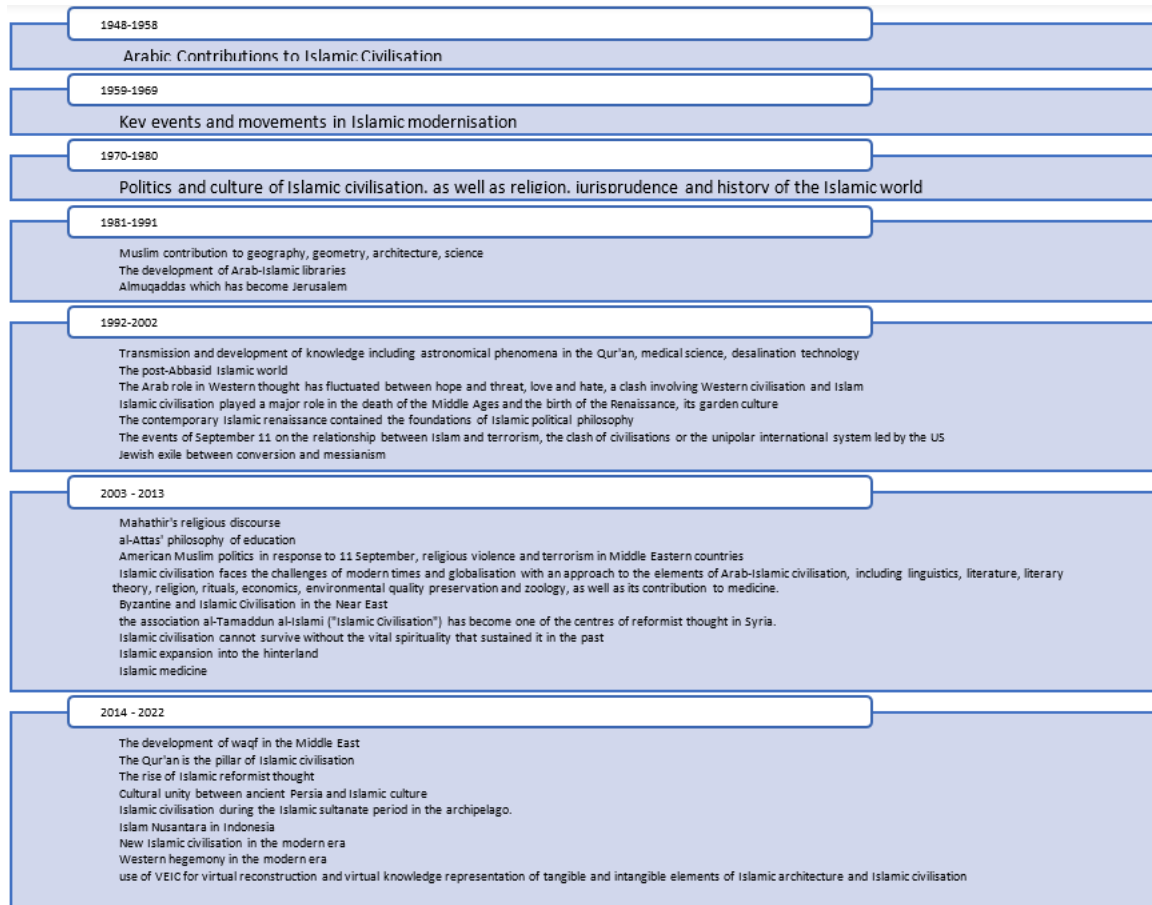 1948-1958
Arabic Contributions to Islamic Civilisation
1959-1969
Key events and movements in Islamic modernisation
1970-1980
Politics and culture of Islamic civilisation, as well as religion, jurisprudence and history of the Islamic world
1981-1991
Muslim contribution to geography, geometry, architecture, science
The development of Arab-Islamic libraries
Almuqaddas which has become Jerusalem
1992-2002
Transmission and development of knowledge including astronomical phenomena in the Qur'an, medical science, desalination technology
The post-Abbasid Islamic world
The Arab role in Western thought has fluctuated between hope and threat, love and hate, a clash involving Western civilisation and Islam
Islamic civilisation played a major role in the death of the Middle Ages and the birth of the Renaissance, its garden culture
The contemporary Islamic renaissance contained the foundations of Islamic political philosophy
The events of September 11 on the relationship between Islam and terrorism, the clash of civilisations or the unipolar international system led by the US
Jewish exile between conversion and messianism
2003 - 2013
Mahathir's religious discourse
al-Attas' philosophy of education
American Muslim politics in response to 11 September, religious violence and terrorism in Middle Eastern countries
Islamic civilisation faces the challenges of modern times and globalisation with an approach to the elements of Arab-Islamic civilisation, including linguistics, literature, literary
theory, religion, rituals, economics, environmental quality preservation and zoology, as well as its contribution to medicine.
Byzantine and Islamic Civilisation in the Near East
the association al-Tamaddun al-Islami ("Islamic Civilisation") has become one of the centres of reformist thought in Syria.
Islamic civilisation cannot survive without the vital spirituality that sustained it in the past
Islamic expansion into the hinterland
Islamic medicine
2014 - 2022
The development of waqf in the Middle East
The Qur'an is the pillar of Islamic civilisation
The rise of Islamic reformist thought
Cultural unity between ancient Persia and Islamic culture
Islamic civilisation during the Islamic sultanate period in the archipelago.
Islam Nusantara in Indonesia
New Islamic civilisation in the modern era
Western hegemony in the modern era
use of VEIC for virtual reconstruction and virtual knowledge representation of tangible and intangible elements of Islamic architecture and Islamic civilisation